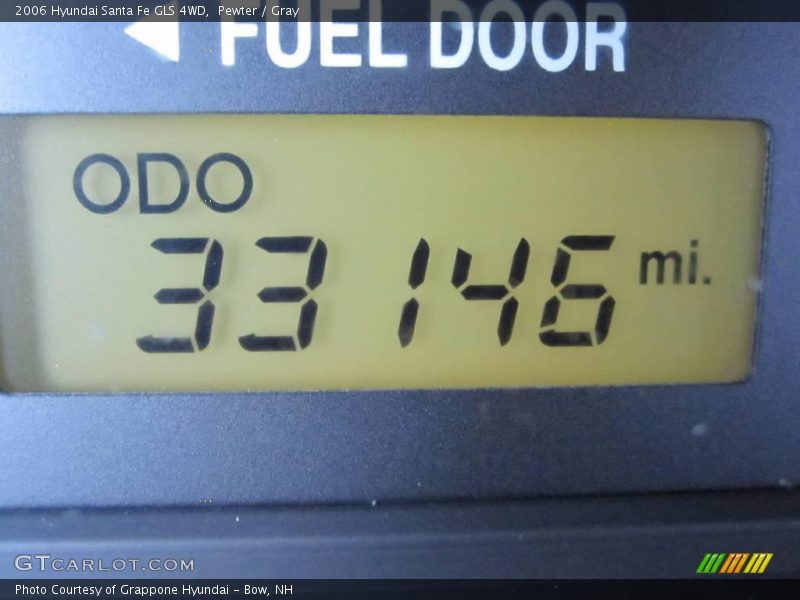 2006 Hyundai Santa Fe GLS 4WD,  Pewter / Gray
FUEL DOOR
ODO
33146 mi.
GTCARLOT.COM
Photo Courtesy of Grappone Hyundai - Bow, NH